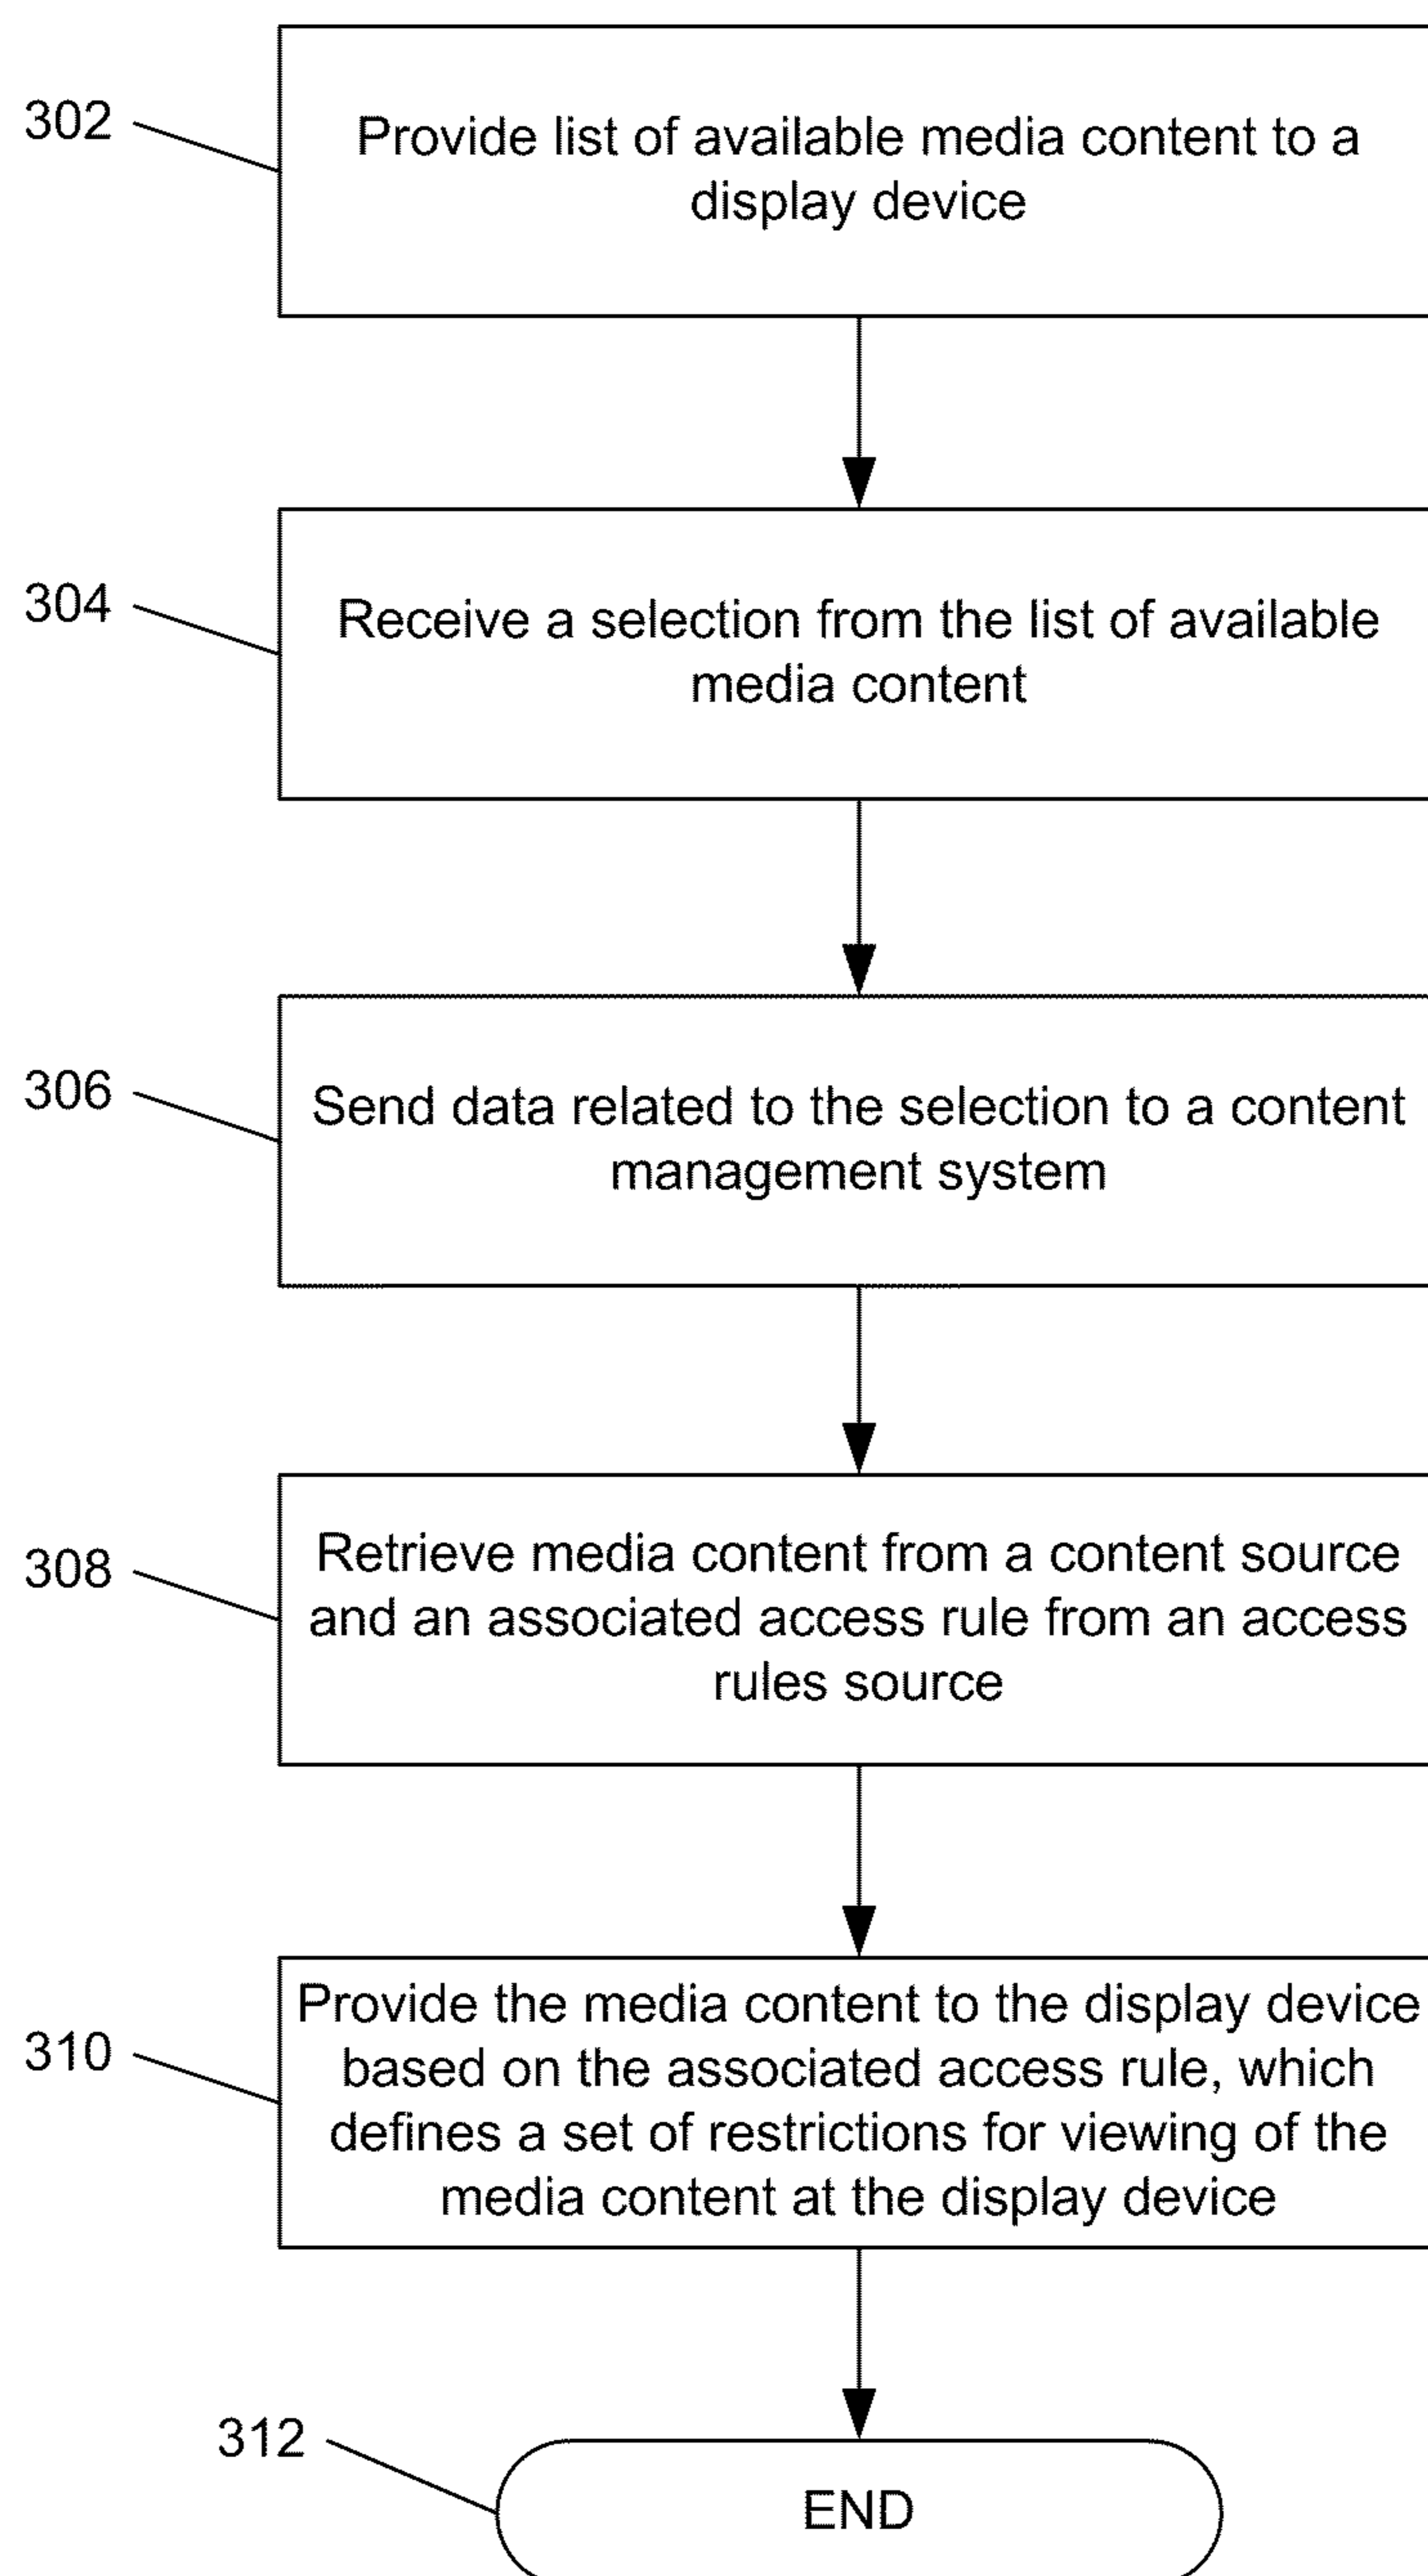 302
Provide list of available media content to a
display device
304
Receive a selection from the list of available
media content
306
Send data related to the selection to a content
management system
308
Retrieve media content from a content source
and an associated access rule from an access
rules source
310
Provide the media content to the display device
based on the associated access rule, which
defines a set of restrictions for viewing of the
media content at the display device
312
END